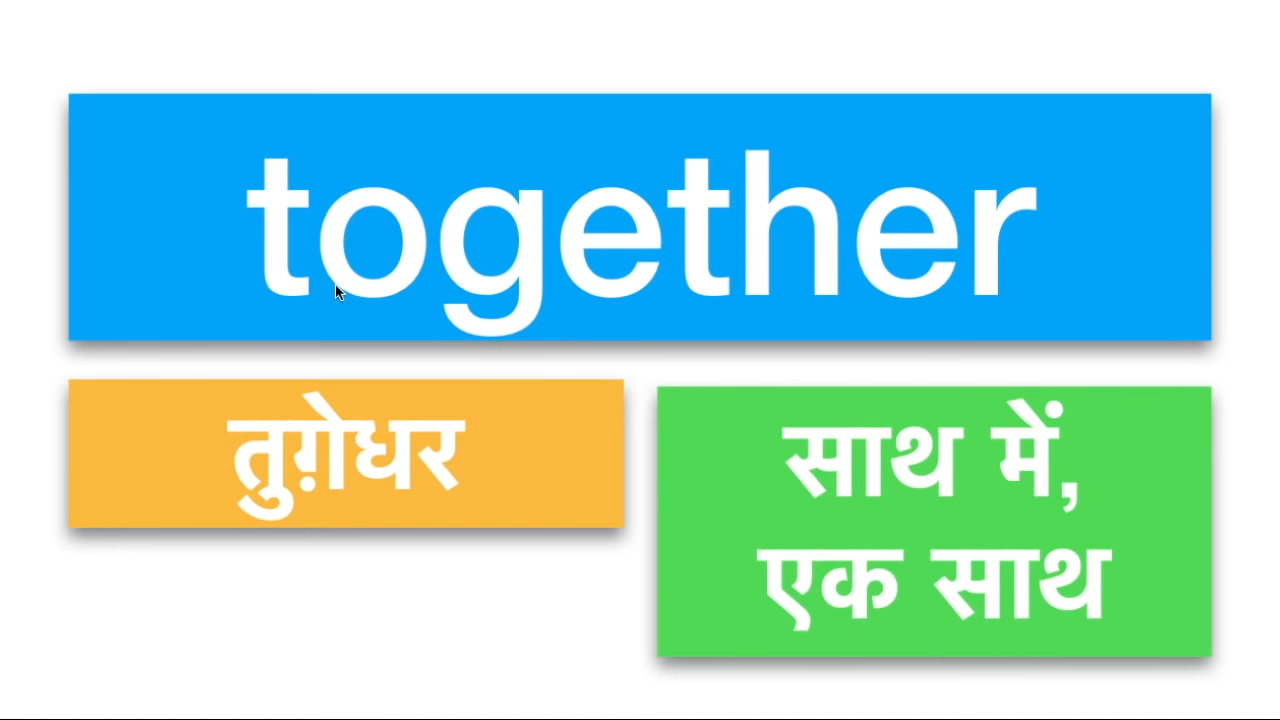 together
तुग़ेधर
साथ में,
एक साथ